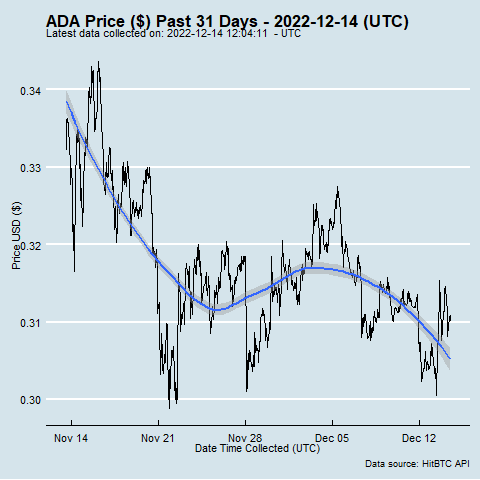 ADA Price ($) Past 31 Days - 2022-12-14 (UTC)
Latest data collected on: 2022-12-14 12:04:11 - UTC
0.34
0.33
0.32
0.31
0.30
Price USD ($)
Nov 14
Nov 21
Nov 28
Dec 05
Dec 12
Date Time Collected (UTC)
Data source: HitBTC API